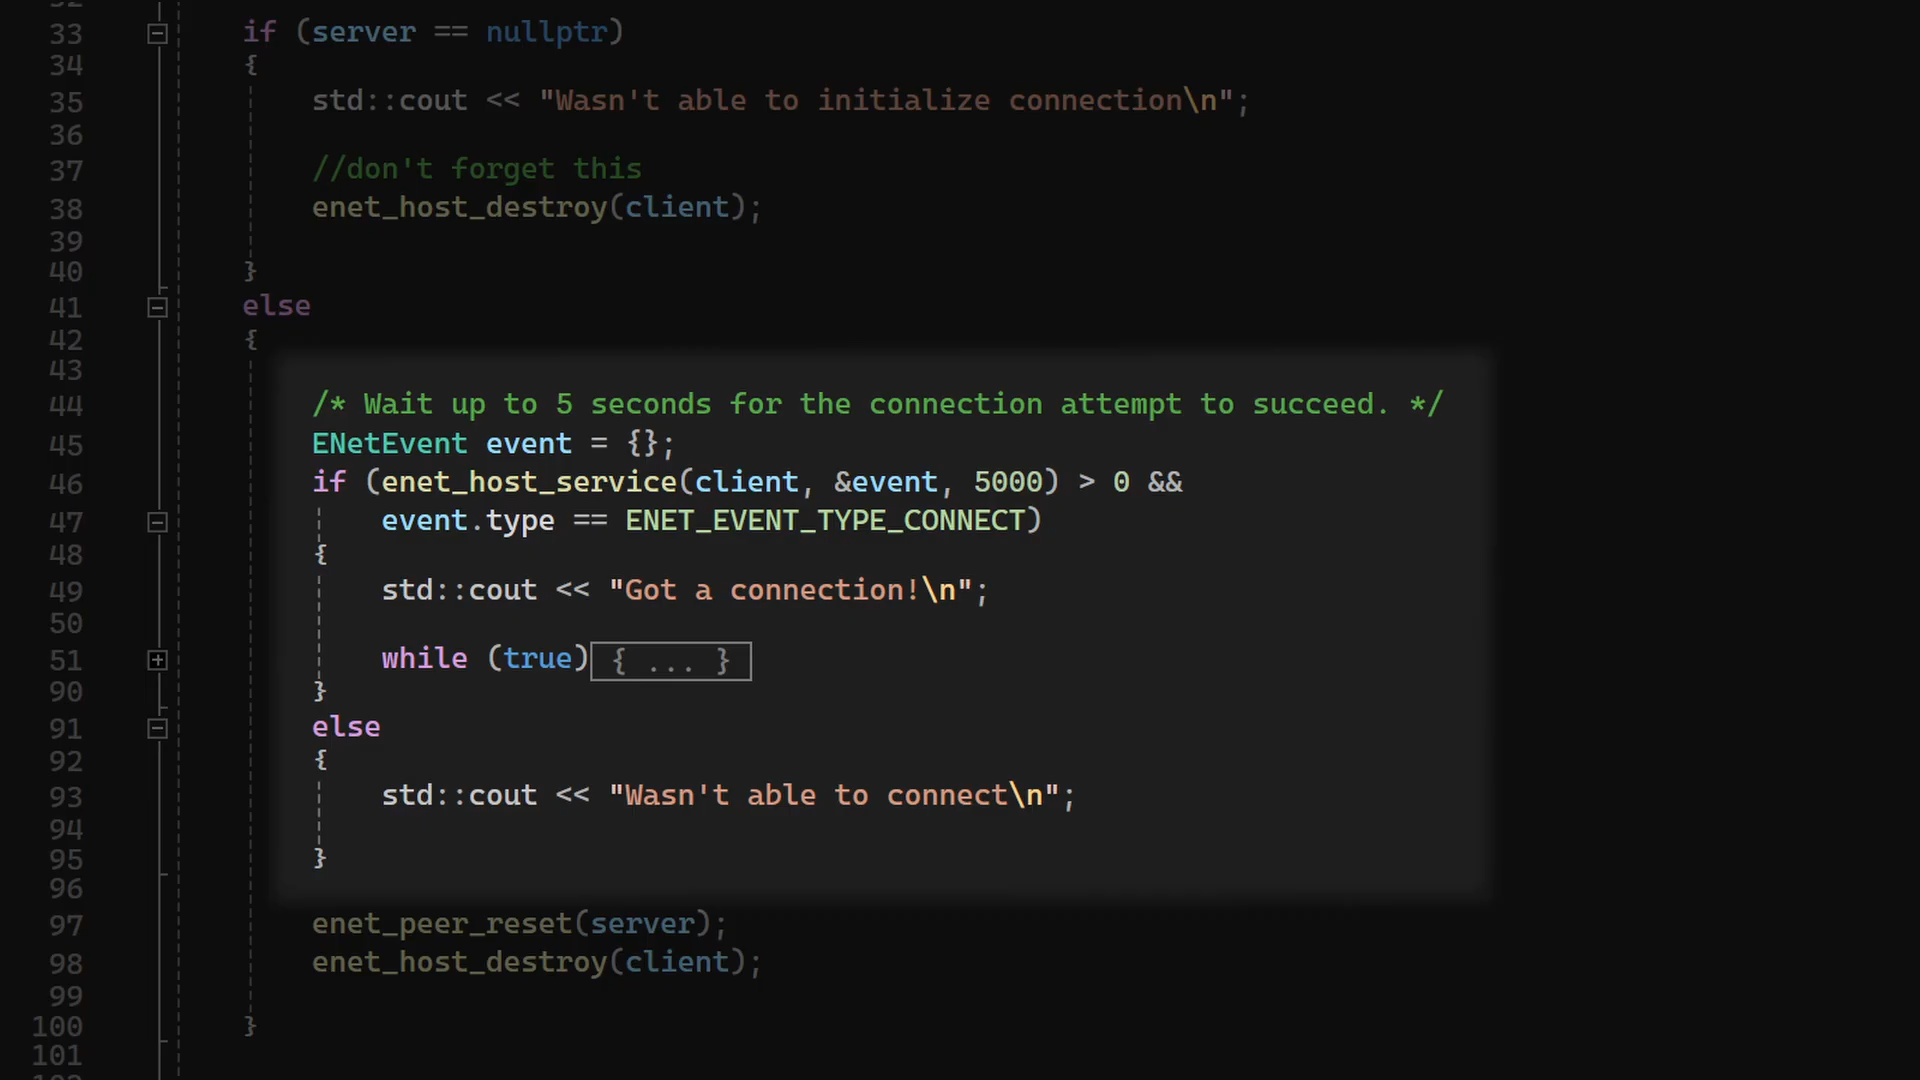 33 if (server == nullptr)
34 {
35 std::cout << "Wasn't able to initialize connection\n";
36
37 //don't forget this
38 enet_host_destroy(client);
39
40 }
41 else
42 {
43
44 /* Wait up to 5 seconds for the connection attempt to succeed. */
45 ENetEvent event = {};
46 if (enet_host_service(client, &event, 5000) > 0 &&
47 event.type == ENET_EVENT_TYPE_CONNECT)
48 {
49 std::cout << "Got a connection!\n";
50
51 while (true){ ... }
90 }
91 else
92 {
93 std::cout << "Wasn't able to connect\n";
94
95 }
96
97 enet_peer_reset(server);
98 enet_host_destroy(client);
99
100 }
101